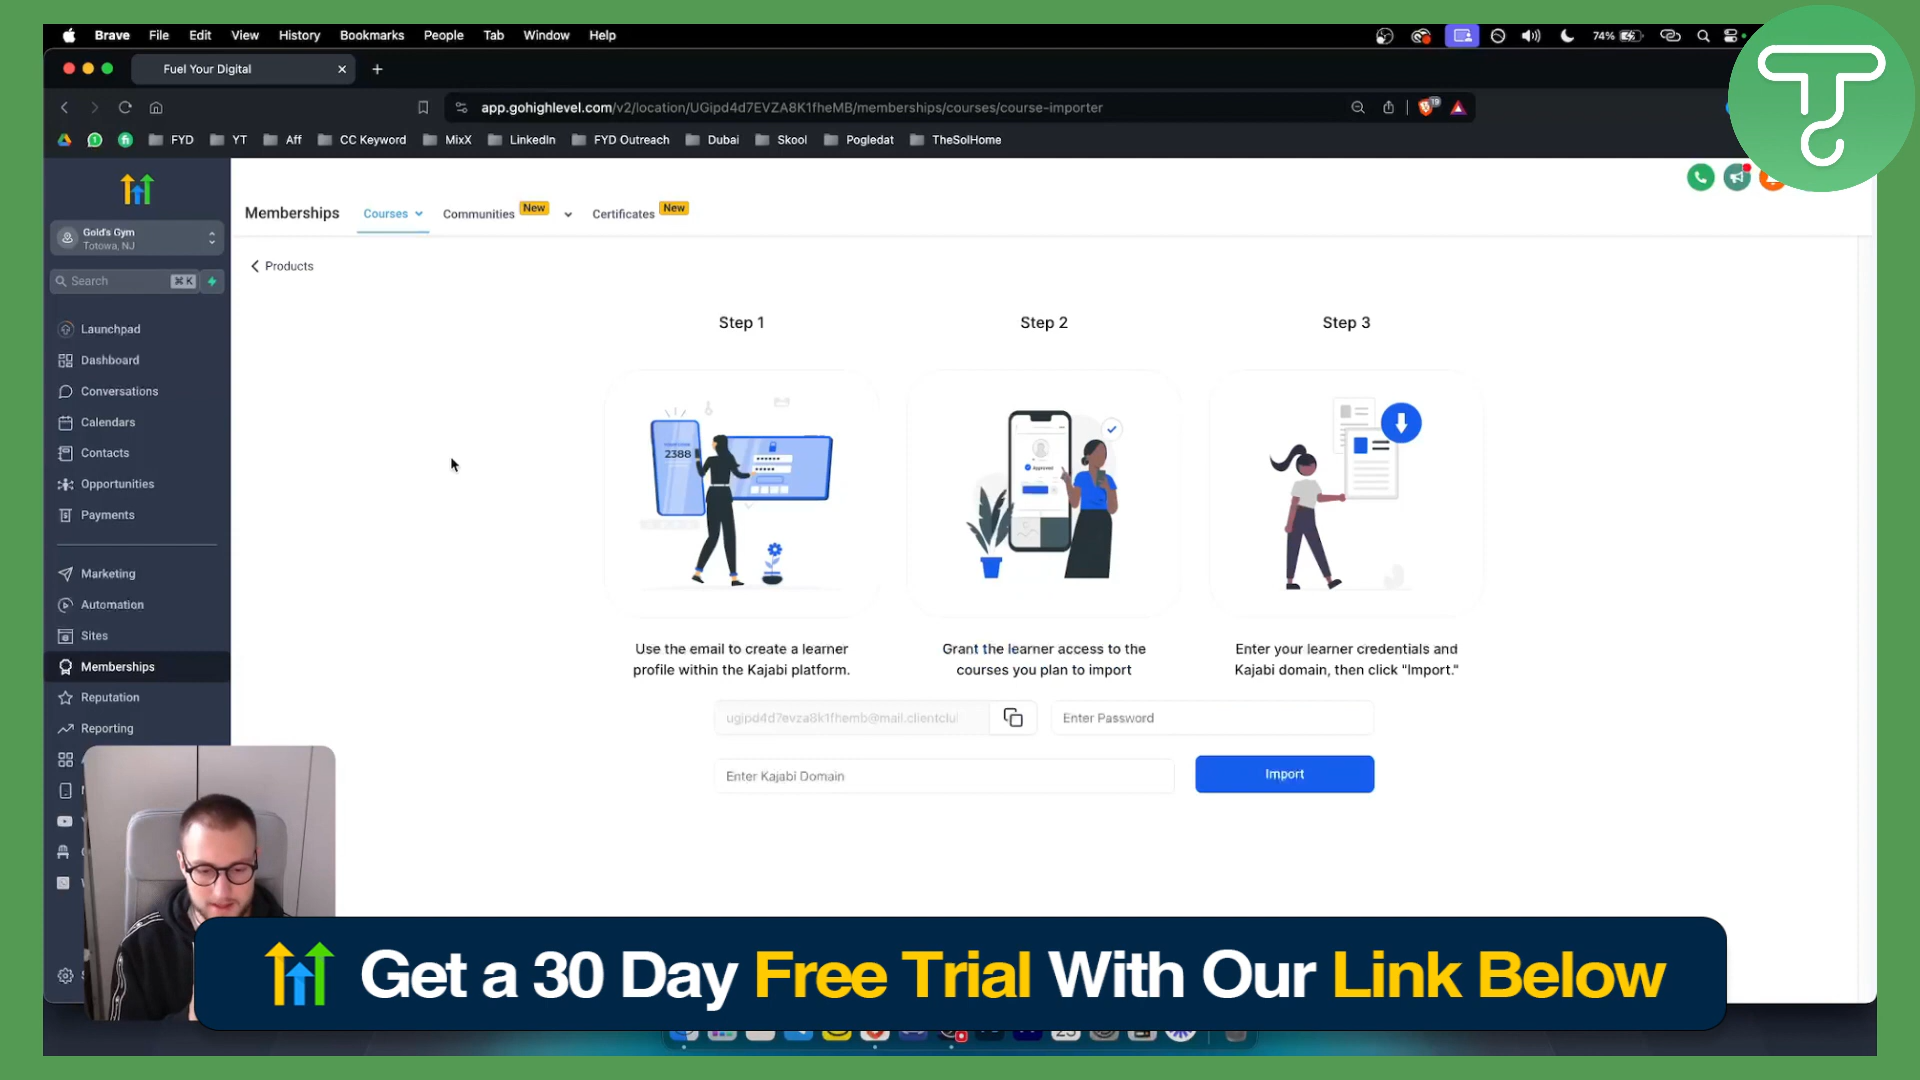 Brave File Edit View History Bookmarks People Tab Window Help 74%
Fuel Your Digital
app.gohighlevel.com/v2/location/UGipd4d7EVZA8K1fheMB/memberships/courses/course-importer 19
FYD YT Aff CC Keyword MixX LinkedIn FYD Outreach Dubai Skool Pogledat TheSolHome
Gold's Gym
Totowa, NJ
Search ⌘ K
Launchpad
Dashboard
Conversations
Calendars
Contacts
Opportunities
Payments
Marketing
Automation
Sites
Memberships
Reputation
Reporting
Memberships Courses Communities New Certificates New
Products
Step 1 Step 2 Step 3
2388
Approved
Use the email to create a learner
profile within the Kajabi platform.
Grant the learner access to the
courses you plan to import
Enter your learner credentials and
Kajabi domain, then click "Import."
ugipd4d7evza8k1fhemb@mail.clientclu
Enter Password
Enter Kajabi Domain
Import
Get a 30 Day Free Trial With Our Link Below